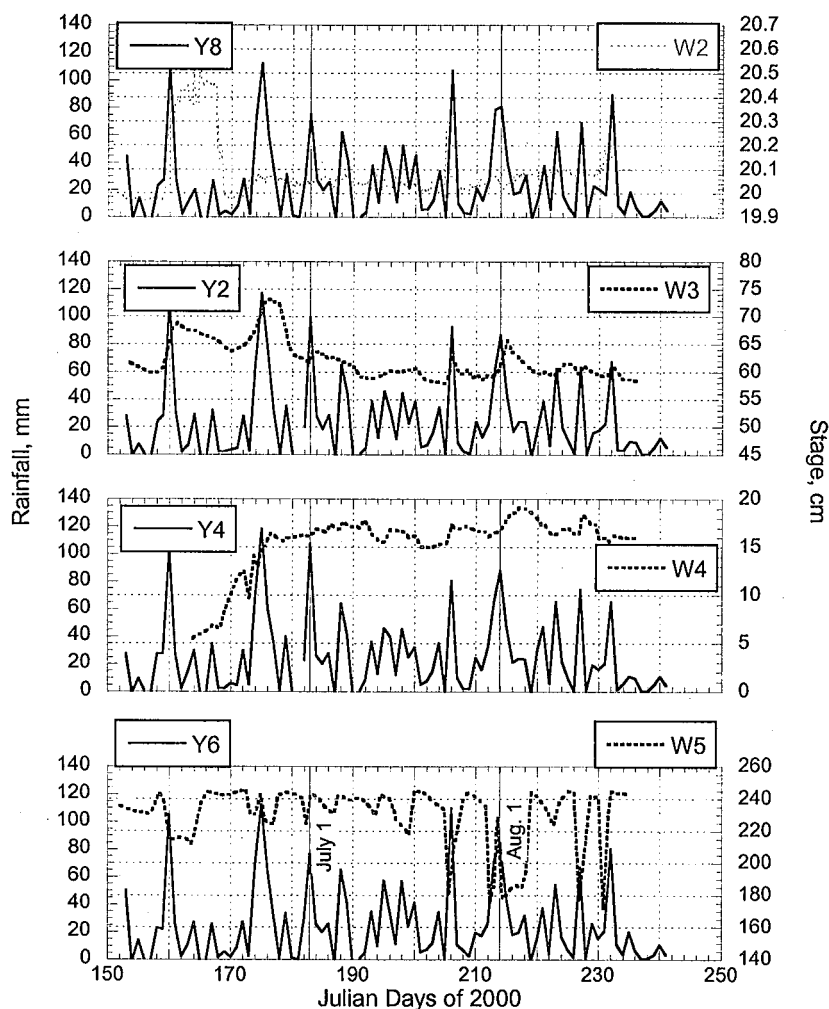 140 120 100 80 60 40 20 0
Y8
W2
20.7 20.6 20.5 20.4 20.3 20.2 20.1 20 19.9
140 120 100 80 60 40 20 0
Y2
W3
80 75 70 65 60 55 50 45
Rainfall, mm
Stage, cm
140 120 100 80 60 40 20 0
Y4
W4
20 15 10 5 0
Y6
W5
140 120 100 80 60 40 20 0
July 1
Aug. 1
260 240 220 200 180 160 140
150 170 190 210 230 250
Julian Days of 2000